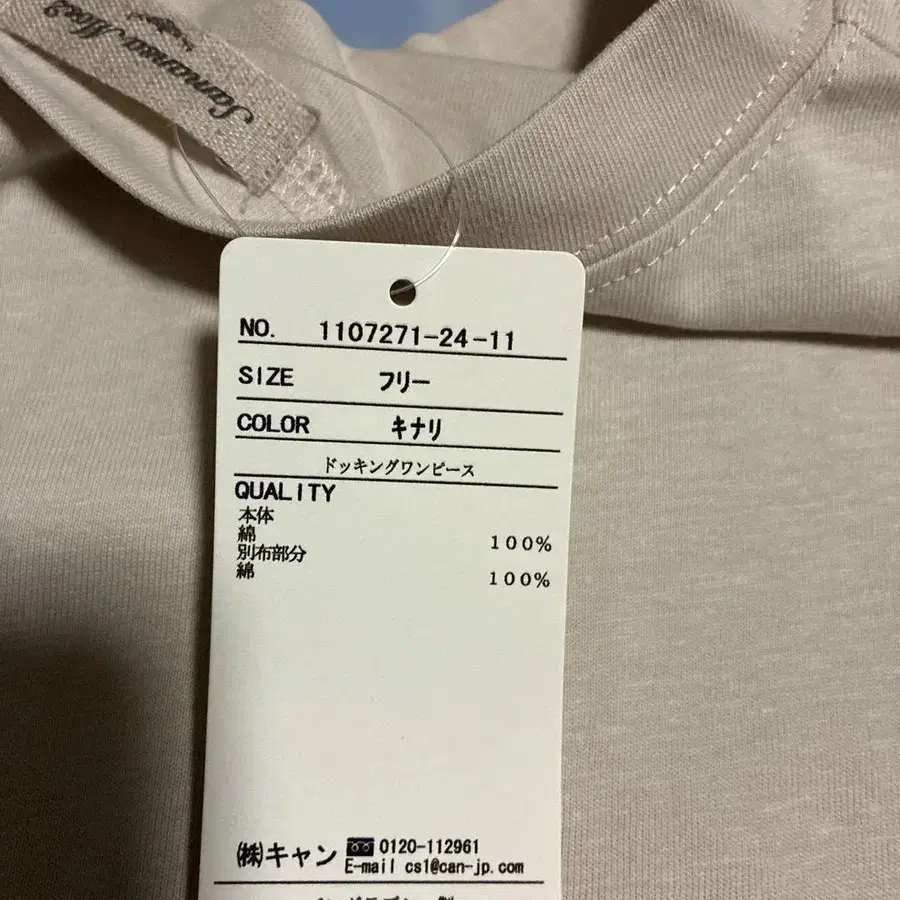 Samansa Mos2
NO. 1107271-24-11
SIZE フリー
COLOR キナリ
ドッキングワンピース
QUALITY
本体
綿 100%
別布部分
綿 100%
㈱キャン 0120-112961
E-mail cs1@can-jp.com